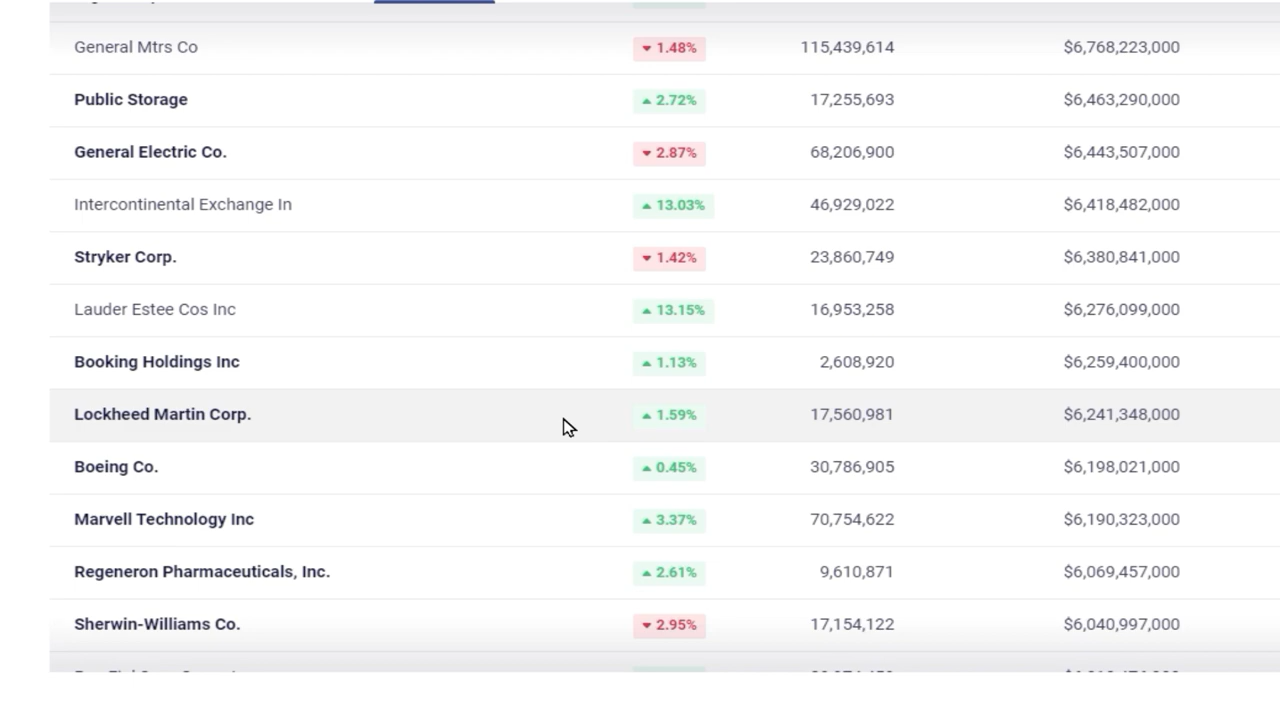 General Mtrs Co 1.48% 115,439,614 $6,768,223,000
Public Storage 2.72% 17,255,693 $6,463,290,000
General Electric Co. 2.87% 68,206,900 $6,443,507,000
Intercontinental Exchange In 13.03% 46,929,022 $6,418,482,000
Stryker Corp. 1.42% 23,860,749 $6,380,841,000
Lauder Estee Cos Inc 13.15% 16,953,258 $6,276,099,000
Booking Holdings Inc 1.13% 2,608,920 $6,259,400,000
Lockheed Martin Corp. 1.59% 17,560,981 $6,241,348,000
Boeing Co. 0.45% 30,786,905 $6,198,021,000
Marvell Technology Inc 3.37% 70,754,622 $6,190,323,000
Regeneron Pharmaceuticals, Inc. 2.61% 9,610,871 $6,069,457,000
Sherwin-Williams Co. 2.95% 17,154,122 $6,040,997,000